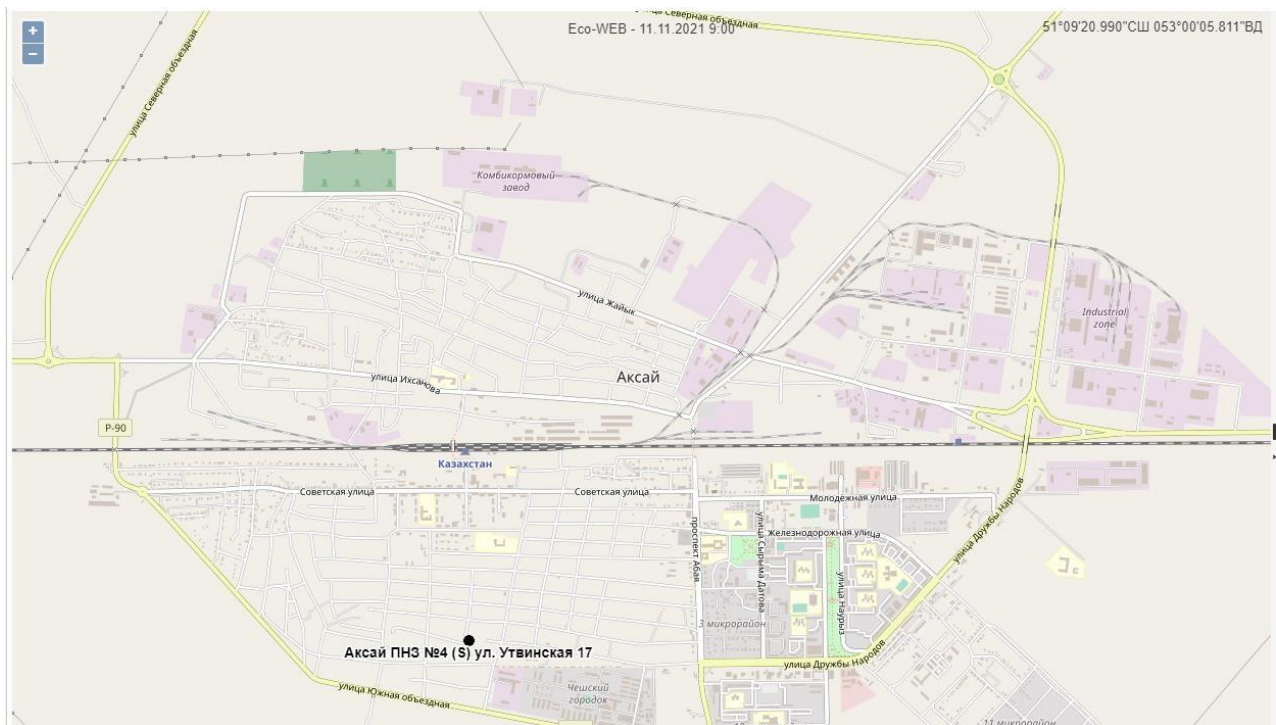 +
−
Eco-WEB - 11.11.2021 9:00
51°09'20.990"СШ 053°00'05.811"ВД
улица Северная объездная
улица Северная объездная
Комбикормовый
завод
улица Жайык
Industrial
zone
Аксай
улица Ихсанова
Р-90
Казахстан
Советская улица
Советская улица
Молодёжная улица
Железнодорожная улица
проспект Абая
улица Сырыма Датова
улица Наурыз
улица Дружбы Народов
3 микрорайон
Аксай ПНЗ №4 (S) ул. Утвинская 17
улица Дружбы Народов
улица Южная объездная
Чешский
городок
11 микрорайон